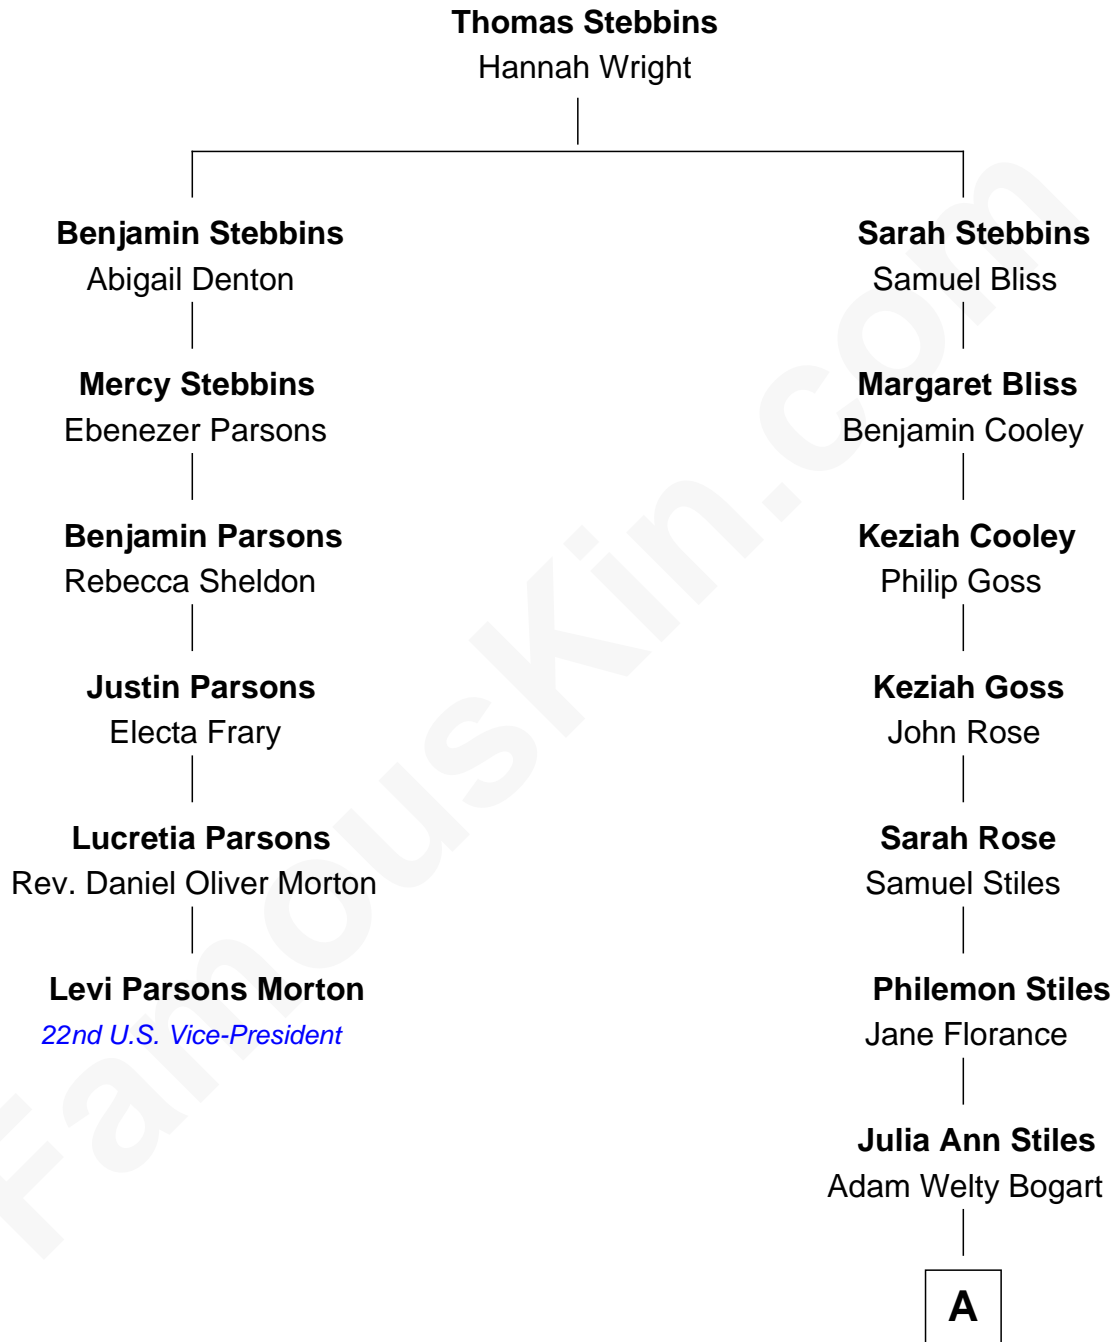 Thomas Stebbins
Hannah Wright
Benjamin Stebbins
Abigail Denton
Mercy Stebbins
Ebenezer Parsons
Benjamin Parsons
Rebecca Sheldon
Justin Parsons
Electa Frary
Lucretia Parsons
Rev. Daniel Oliver Morton
Levi Parsons Morton
22nd U.S. Vice-President
Sarah Stebbins
Samuel Bliss
Margaret Bliss
Benjamin Cooley
Keziah Cooley
Philip Goss
Keziah Goss
John Rose
Sarah Rose
Samuel Stiles
Philemon Stiles
Jane Florance
Julia Ann Stiles
Adam Welty Bogart
A
FamousKin.com